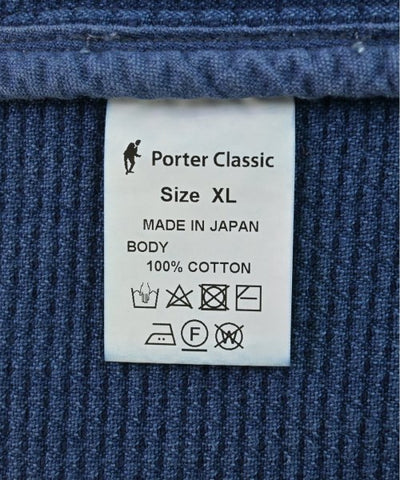 Porter Classic
Size XL
MADE IN JAPAN
BODY
100% COTTON
F W